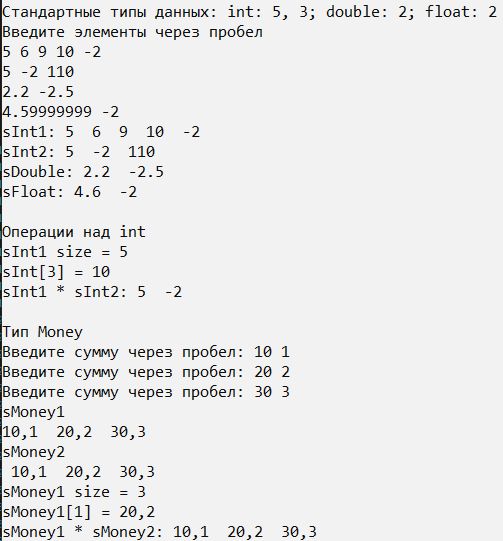 Стандартные типы данных: int: 5, 3; double: 2; float: 2
Введите элементы через пробел
5 6 9 10 -2
5 -2 110
2.2 -2.5
4.59999999 -2
sInt1: 5  6  9  10  -2
sInt2: 5  -2  110
sDouble: 2.2  -2.5
sFloat: 4.6  -2

Операции над int
sInt1 size = 5
sInt[3] = 10
sInt1 * sInt2: 5  -2

Тип Money
Введите сумму через пробел: 10 1
Введите сумму через пробел: 20 2
Введите сумму через пробел: 30 3
sMoney1
10,1  20,2  30,3
sMoney2
 10,1  20,2  30,3
sMoney1 size = 3
sMoney1[1] = 20,2
sMoney1 * sMoney2: 10,1  20,2  30,3